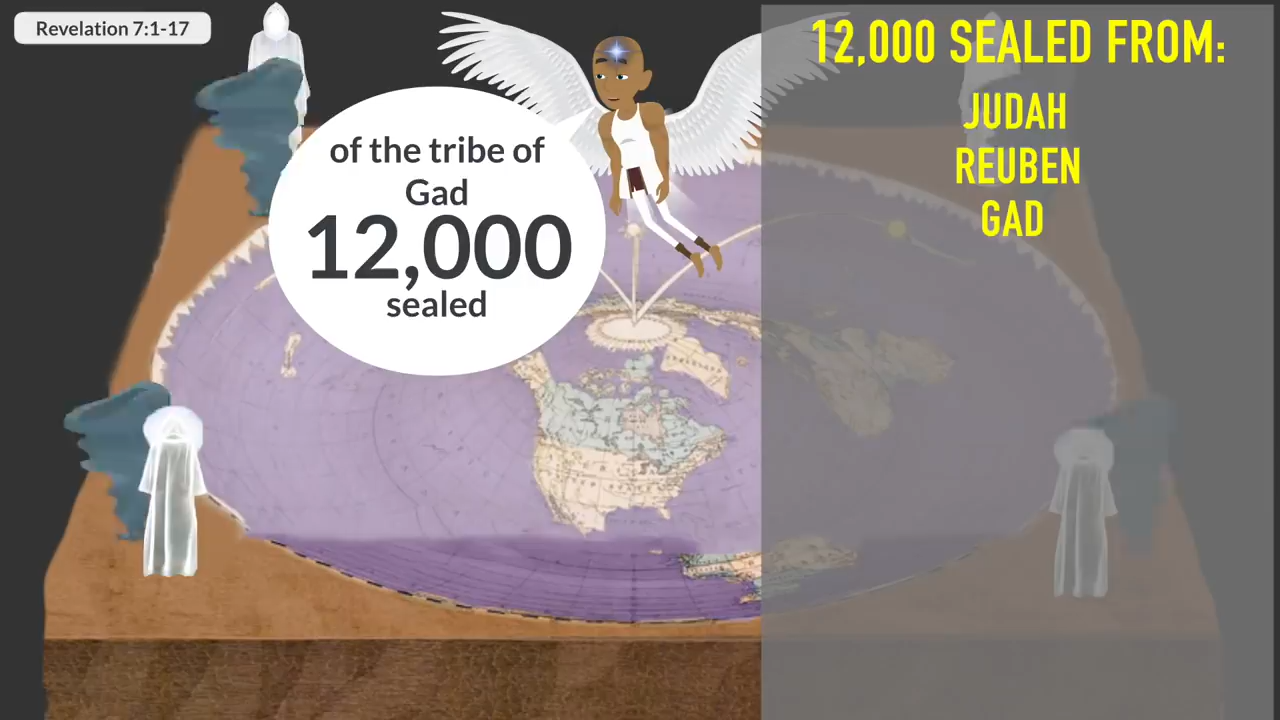 Revelation 7:1-17
of the tribe of
Gad
12,000
sealed
12,000 SEALED FROM:
JUDAH
REUBEN
GAD